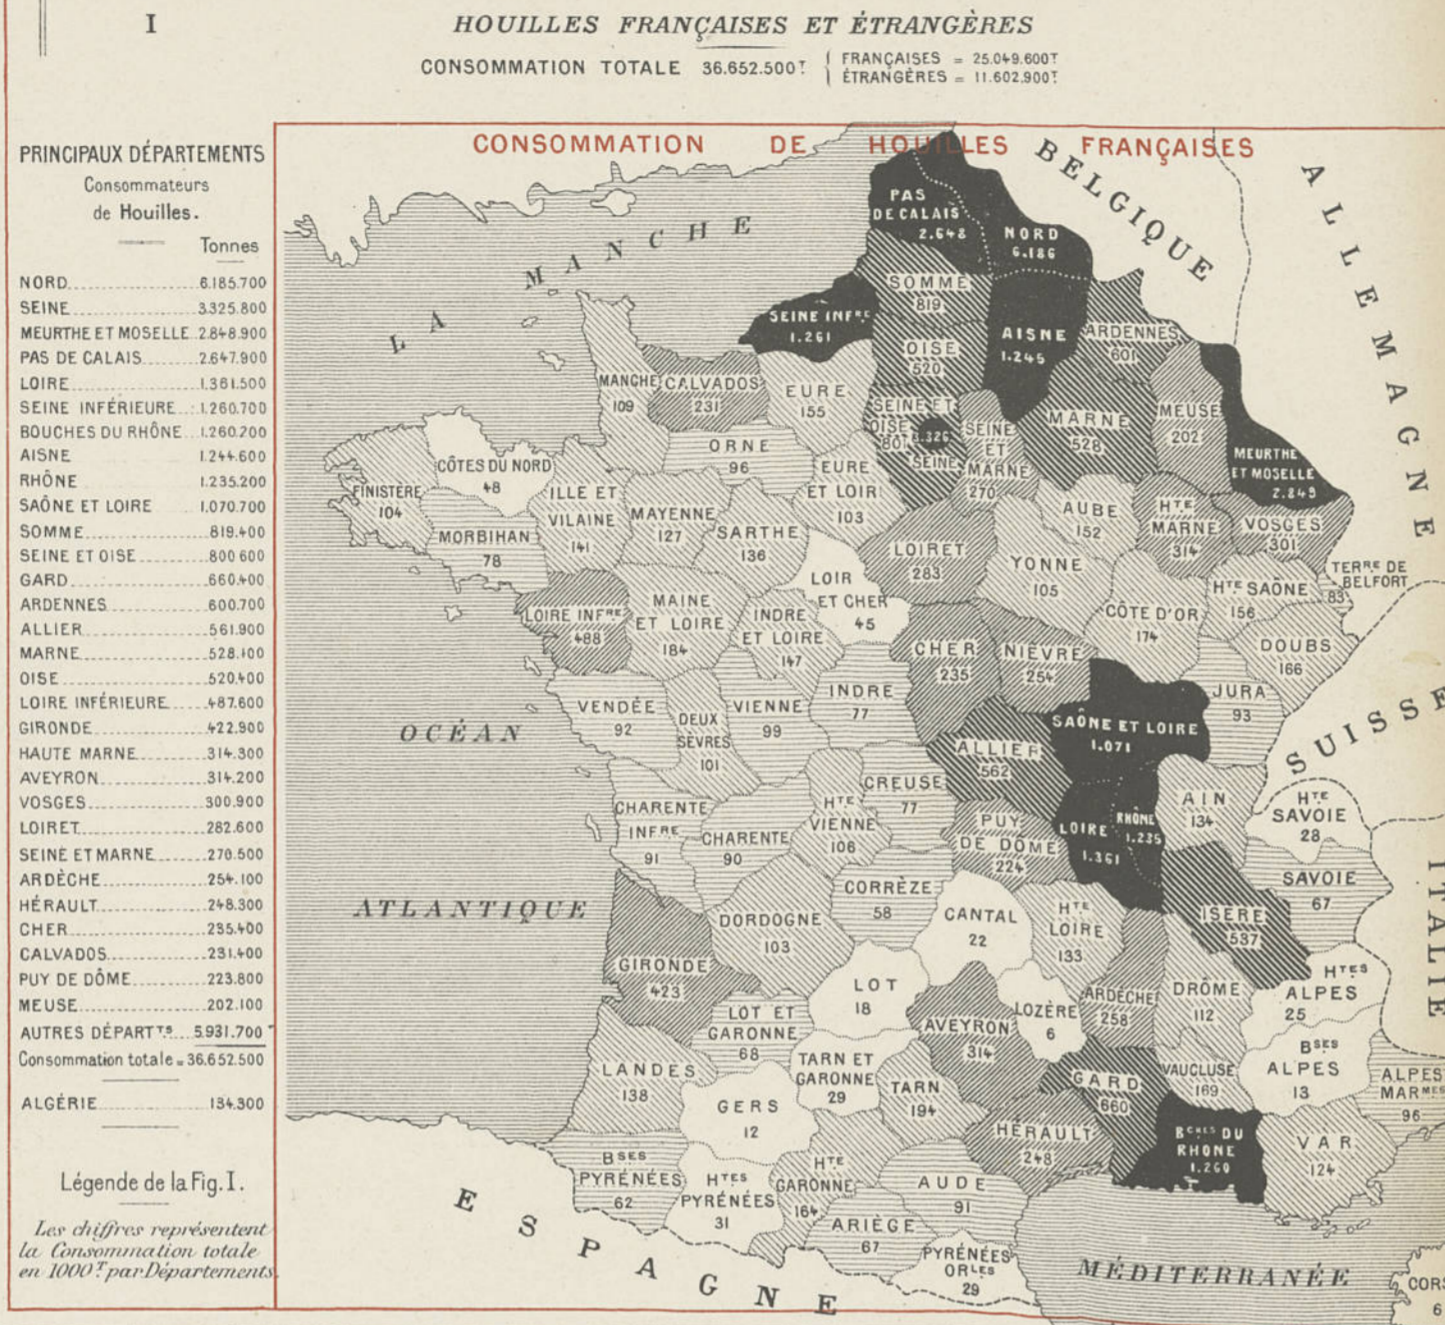 I
HOUILLES FRANÇAISES ET ÉTRANGÈRES
CONSOMMATION TOTALE 36.652.500T { FRANÇAISES = 25.049.600T
ÉTRANGÈRES = 11.602.900T
PRINCIPAUX DÉPARTEMENTS
Consommateurs
de Houilles.
Tonnes
NORD 6.185.700
SEINE 3.325.800
MEURTHE ET MOSELLE 2.848.900
PAS DE CALAIS 2.647.900
LOIRE 1.361.500
SEINE INFÉRIEURE 1.260.700
BOUCHES DU RHÔNE 1.260.200
AISNE 1.244.600
RHÔNE 1.235.200
SAÔNE ET LOIRE 1.070.700
SOMME 819.400
SEINE ET OISE 800 600
GARD 660.400
ARDENNES 600.700
ALLIER 561.900
MARNE 528.100
OISE 520.400
LOIRE INFÉRIEURE 487.600
GIRONDE 422.900
HAUTE MARNE 314.300
AVEYRON 314.200
VOSGES 300.900
LOIRET 282.600
SEINE ET MARNE 270.500
ARDÈCHE 254.100
HÉRAULT 248.300
CHER 235.400
CALVADOS 231.400
PUY DE DÔME 223.800
MEUSE 202.100
AUTRES DÉPARTTS 5.931.700T
Consommation totale = 36.652.500
ALGÉRIE 134.300
Légende de la Fig. I.
Les chiffres représentent
la Consommation totale
en 1000T par Départements
CONSOMMATION DE HOUILLES FRANÇAISES
BELGIQUE
ALLEMAGNE
SUISSE
ITALIE
LA MANCHE
OCÉAN
ATLANTIQUE
ESPAGNE
MÉDITERRANÉE
PAS
DE CALAIS
2.648
NORD
6.186
SOMME
819
SEINE INFRE
1.261
AISNE
1.245
ARDENNES
601
OISE
520
MANCHE
109
CALVADOS
231
EURE
155
SEINE ET
OISE
801
3.326
SEINE
SEINE
ET
MARNE
270
MARNE
528
MEUSE
202
MEURTHE
ET MOSELLE
2.849
ORNE
96
CÔTES DU NORD
48
FINISTÈRE
104
MORBIHAN
78
ILLE ET
VILAINE
141
MAYENNE
127
SARTHE
136
EURE
ET LOIR
103
AUBE
152
HTE
MARNE
314
VOSGES
301
LOIRET
283
YONNE
105
LOIR
ET CHER
45
TERRE DE
BELFORT
83
HTE SAÔNE
156
CÔTE D'OR
174
DOUBS
166
LOIRE INFRE
488
MAINE
ET LOIRE
184
INDRE
ET LOIRE
147
CHER
235
NIÈVRE
254
JURA
93
VENDÉE
92
DEUX
SEVRES
101
VIENNE
99
INDRE
77
SAÔNE ET LOIRE
1.071
ALLIER
562
CREUSE
77
CHARENTE
INFRE
91
CHARENTE
90
HTE
VIENNE
106
PUY
DE DÔME
224
LOIRE
1.361
RHÔNE
1.235
AIN
134
HTE
SAVOIE
28
SAVOIE
67
CORRÈZE
58
DORDOGNE
103
CANTAL
22
HTE
LOIRE
133
ISERE
537
GIRONDE
423
LOT
18
LOZÈRE
6
ARDÈCHE
258
DRÔME
112
HTES
ALPES
25
LOT ET
GARONNE
68
AVEYRON
314
LANDES
138
TARN ET
GARONNE
29
TARN
194
GARD
660
VAUCLUSE
169
BSES
ALPES
13
ALPES
MARMES
96
GERS
12
HÉRAULT
248
BCHES DU
RHONE
1.260
VAR
124
BSES
PYRÉNÉES
62
HTES
PYRÉNÉES
31
HTE
GARONNE
164
AUDE
91
ARIÈGE
67
PYRÉNÉES
ORLES
29
CORS
6